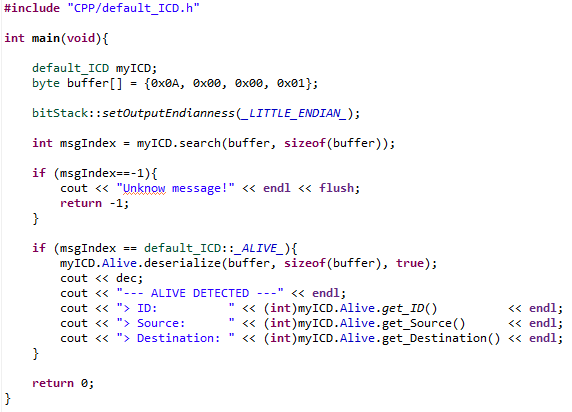 #include "CPP/default_ICD.h"
int main(void){
default_ICD myICD;
byte buffer[] = {0x0A, 0x00, 0x00, 0x01};
bitStack::setOutputEndianness(_LITTLE_ENDIAN_);
int msgIndex = myICD.search(buffer, sizeof(buffer));
if (msgIndex==-1){
cout << "Unknow message!" << endl << flush;
return -1;
}
if (msgIndex == default_ICD::_ALIVE_){
myICD.Alive.deserialize(buffer, sizeof(buffer), true);
cout << dec;
cout << "--- ALIVE DETECTED ---" << endl;
cout << "> ID:          " << (int)myICD.Alive.get_ID()          << endl;
cout << "> Source:      " << (int)myICD.Alive.get_Source()      << endl;
cout << "> Destination: " << (int)myICD.Alive.get_Destination() << endl;
}
return 0;
}